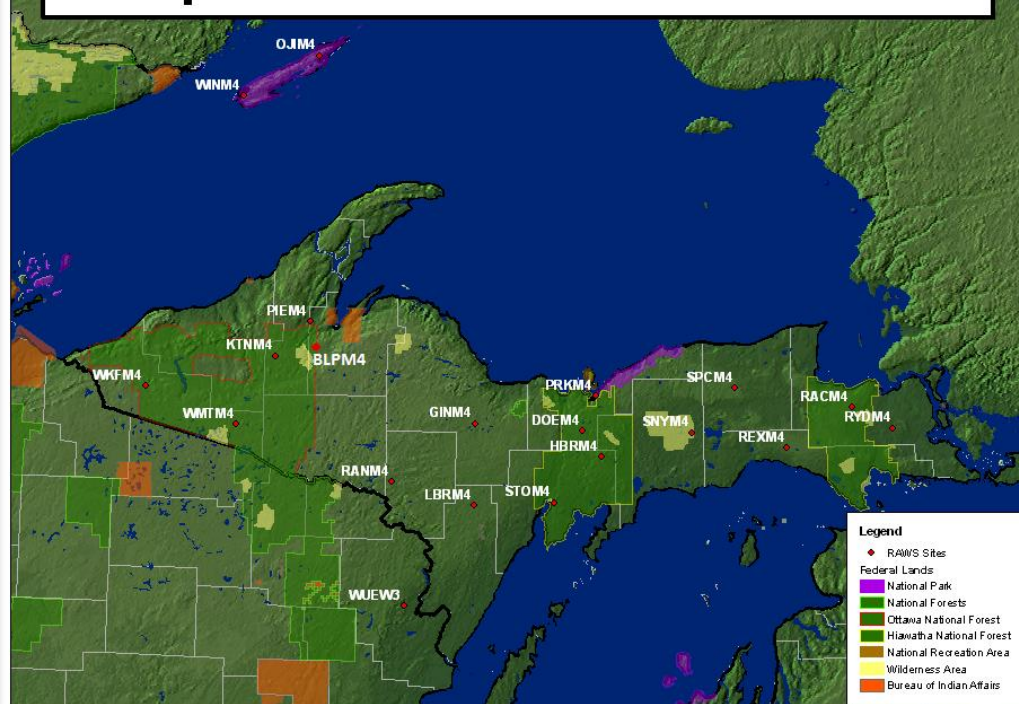 OJIM4
WINM4
PIEM4
KTNM4
BLPM4
WKFM4
PRKM4
SPCM4
RACM4
WMTM4
GINM4
DOEM4
SNYM4
RYDM4
HBRM4
REXM4
RANM4
LBRM4
STOM4
WUEW3
Legend
RAWS Sites
Federal Lands
National Park
National Forests
Ottawa National Forest
Hiawatha National Forest
National Recreation Area
Wilderness Area
Bureau of Indian Affairs